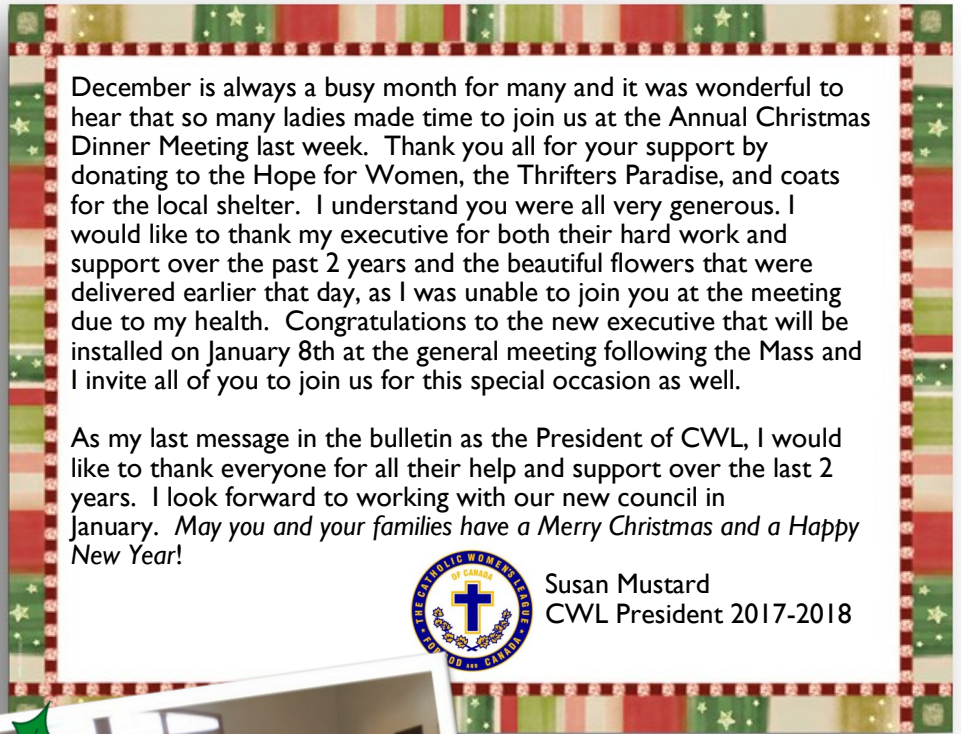 December is always a busy month for many and it was wonderful to
hear that so many ladies made time to join us at the Annual Christmas
Dinner Meeting last week.  Thank you all for your support by
donating to the Hope for Women, the Thrifters Paradise, and coats
for the local shelter.  I understand you were all very generous. I
would like to thank my executive for both their hard work and
support over the past 2 years and the beautiful flowers that were
delivered earlier that day, as I was unable to join you at the meeting
due to my health.  Congratulations to the new executive that will be
installed on January 8th at the general meeting following the Mass and
I invite all of you to join us for this special occasion as well.
As my last message in the bulletin as the President of CWL, I would
like to thank everyone for all their help and support over the last 2
years.  I look forward to working with our new council in
January.  May you and your families have a Merry Christmas and a Happy
New Year!
THE CATHOLIC WOMEN'S LEAGUE
OF CANADA
OD AND CANADA
Susan Mustard
CWL President 2017-2018